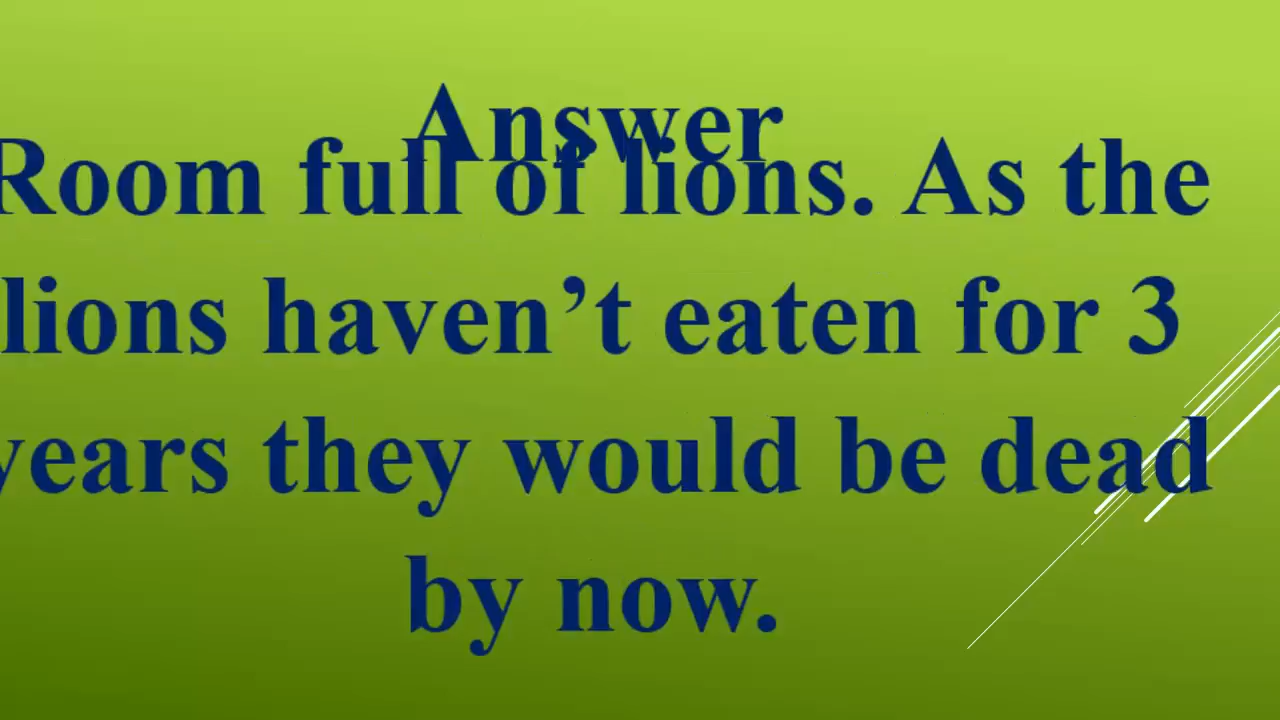 Answer
Room full of lions. As the
lions haven’t eaten for 3
years they would be dead
by now.